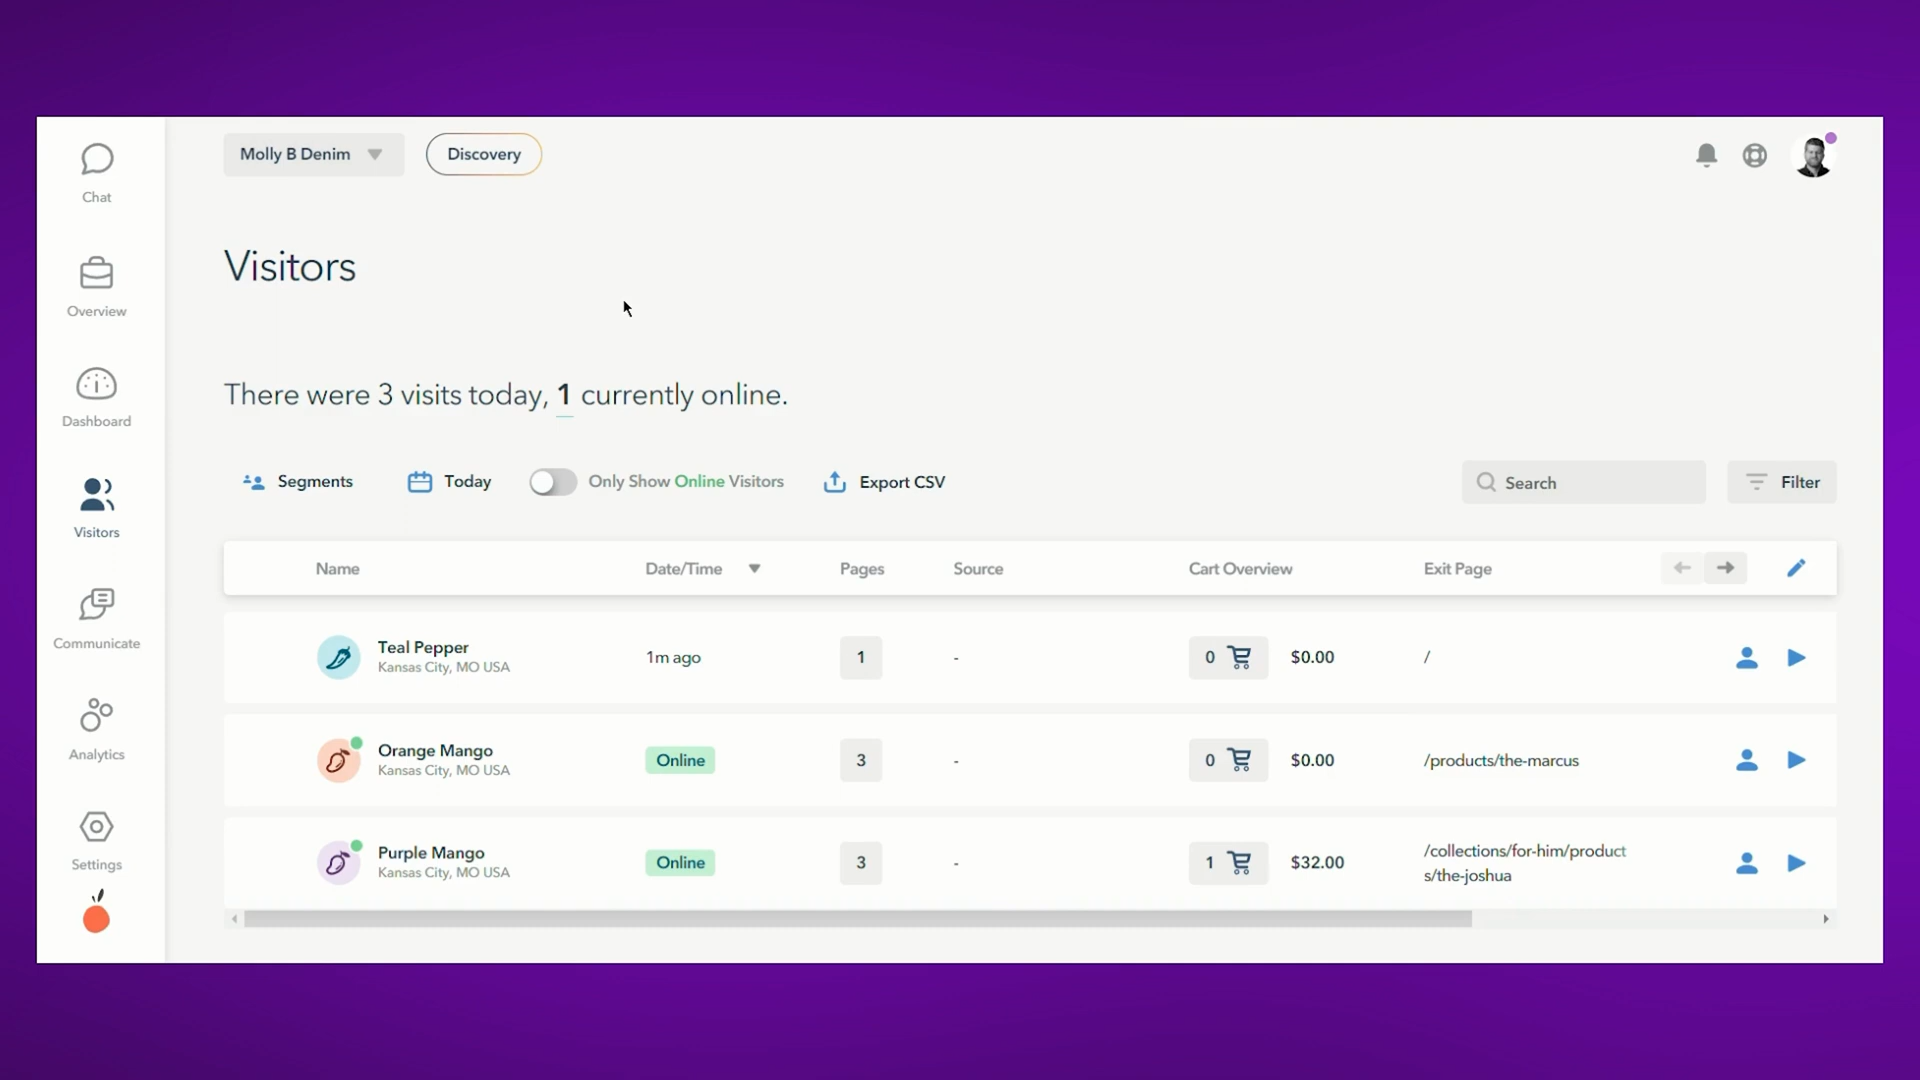 Molly B Denim
Discovery
Chat
Overview
Dashboard
Visitors
Communicate
Analytics
Settings
Visitors
There were 3 visits today, 1 currently online.
Segments
Today
Only Show Online Visitors
Export CSV
Search
Filter
Name
Date/Time
Pages
Source
Cart Overview
Exit Page
Teal Pepper
Kansas City, MO USA
1m ago
1
-
0
$0.00
/
Orange Mango
Kansas City, MO USA
Online
3
-
0
$0.00
/products/the-marcus
Purple Mango
Kansas City, MO USA
Online
3
-
1
$32.00
/collections/for-him/product
s/the-joshua